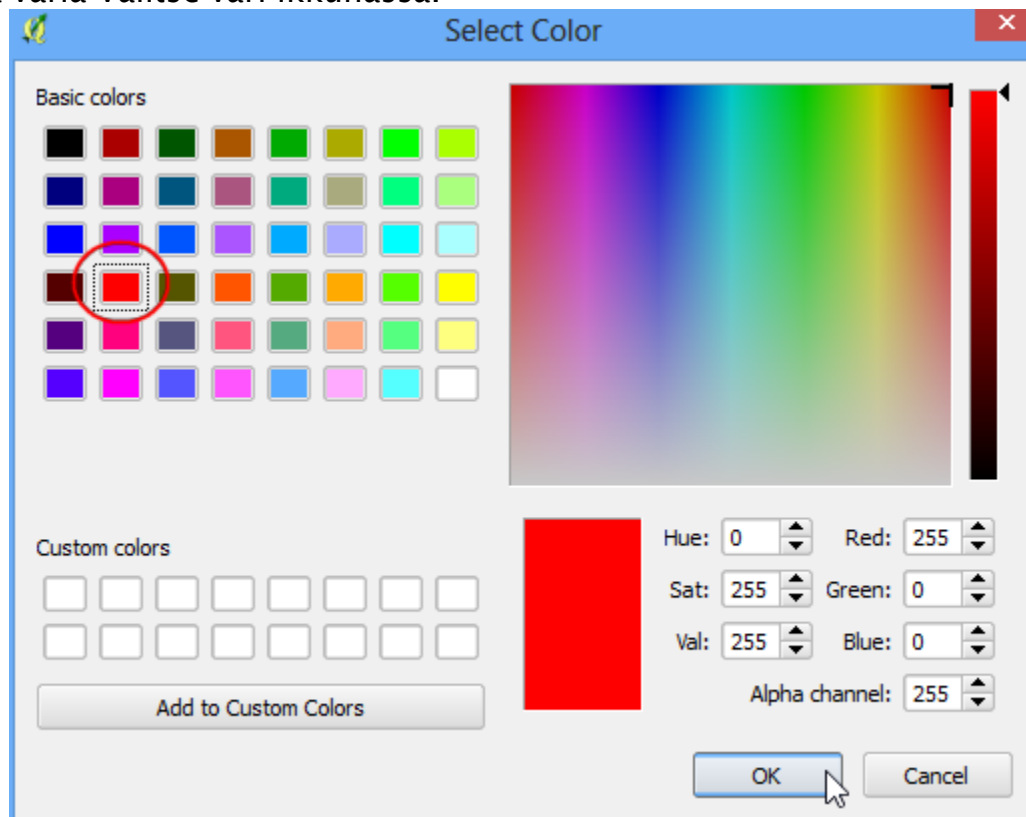 Select Color
Basic colors
Custom colors
Add to Custom Colors
Hue: 0 Red: 255
Sat: 255 Green: 0
Val: 255 Blue: 0
Alpha channel: 255
OK Cancel